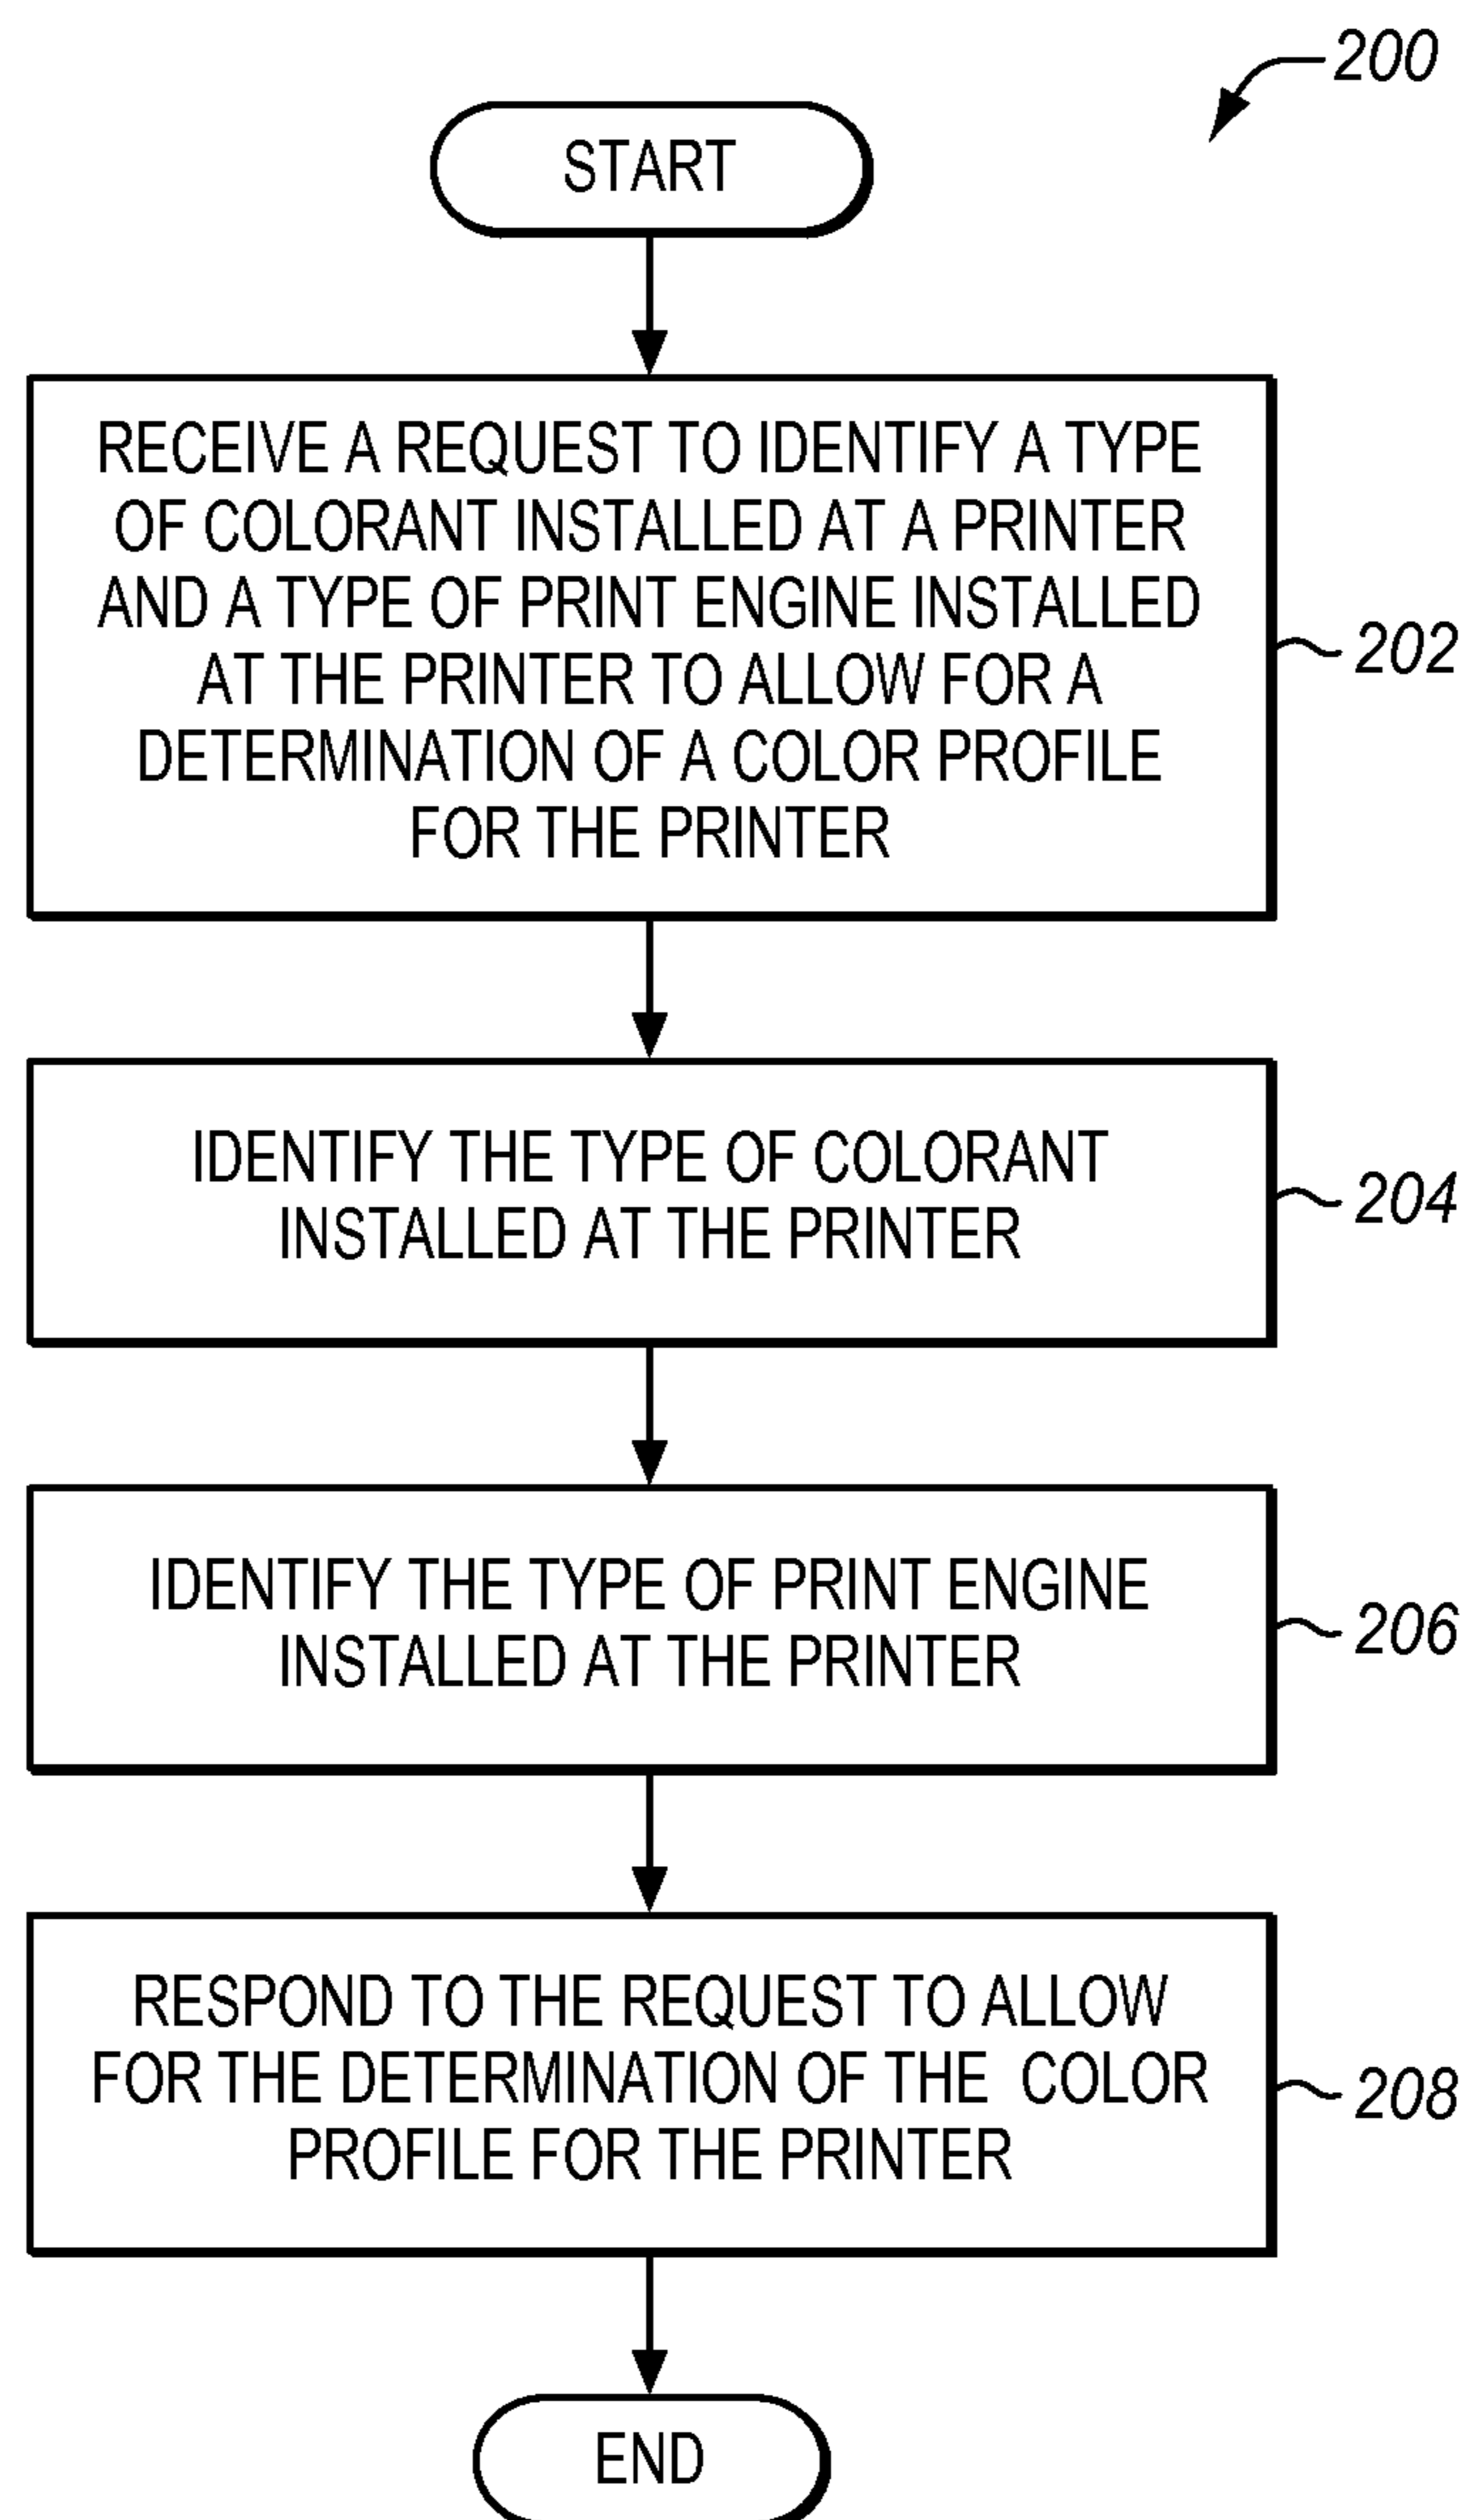 200
START
RECEIVE A REQUEST TO IDENTIFY A TYPE
OF COLORANT INSTALLED AT A PRINTER
AND A TYPE OF PRINT ENGINE INSTALLED
AT THE PRINTER TO ALLOW FOR A
DETERMINATION OF A COLOR PROFILE
FOR THE PRINTER
202
IDENTIFY THE TYPE OF COLORANT
INSTALLED AT THE PRINTER
204
IDENTIFY THE TYPE OF PRINT ENGINE
INSTALLED AT THE PRINTER
206
RESPOND TO THE REQUEST TO ALLOW
FOR THE DETERMINATION OF THE COLOR
PROFILE FOR THE PRINTER
208
END